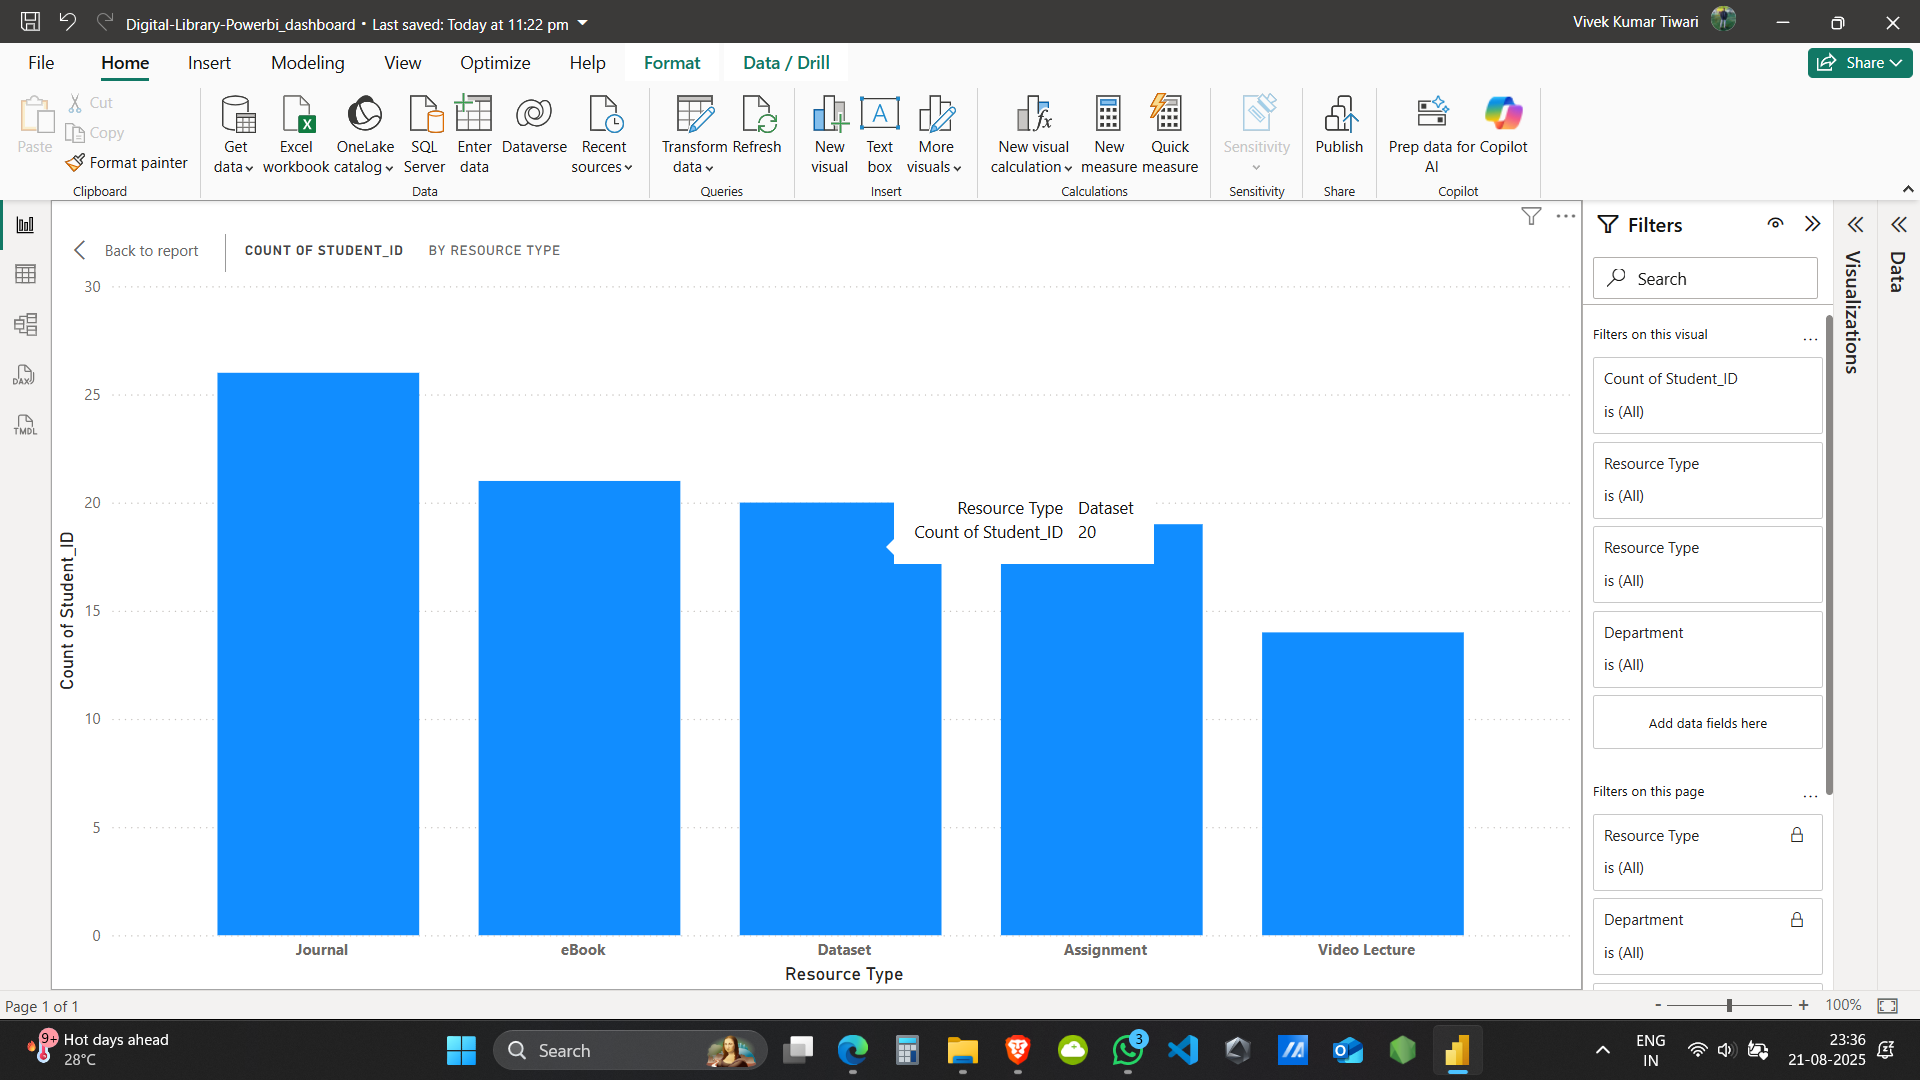 Digital-Library-Powerbi_dashboard • Last saved: Today at 11:22 pm
Vivek Kumar Tiwari
File Home Insert Modeling View Optimize Help Format Data / Drill
Share
Paste
Cut
Copy
Format painter
Clipboard
Get data
Excel workbook
OneLake catalog
SQL Server
Enter data
Dataverse
Recent sources
Data
Transform data
Refresh
Queries
New visual
Text box
More visuals
Insert
New visual calculation
New measure
Quick measure
Calculations
Sensitivity
Sensitivity
Publish
Share
Prep data for AI
Copilot
Copilot
DAX
TMDL
Back to report
COUNT OF STUDENT_ID BY RESOURCE TYPE
30
25
20
15
10
5
0
Count of Student_ID
Resource Type Dataset
Count of Student_ID 20
Journal eBook Dataset Assignment Video Lecture
Resource Type
Filters
Search
Filters on this visual
...
Count of Student_ID
is (All)
Resource Type
is (All)
Resource Type
is (All)
Department
is (All)
Add data fields here
Filters on this page
...
Resource Type
is (All)
Department
is (All)
Visualizations
Data
Page 1 of 1
- + 100%
9+
Hot days ahead
28°C
Search
3
ENG
IN
23:36
21-08-2025